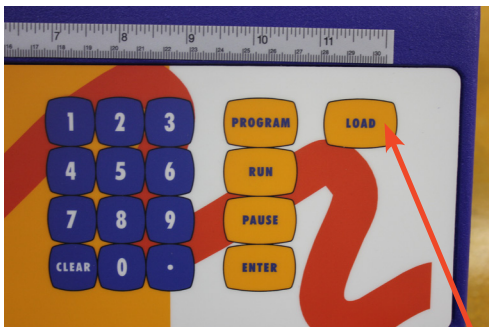 7 8 9 10 11
1 2 3 PROGRAM LOAD
4 5 6 RUN
7 8 9 PAUSE
CLEAR 0 . ENTER